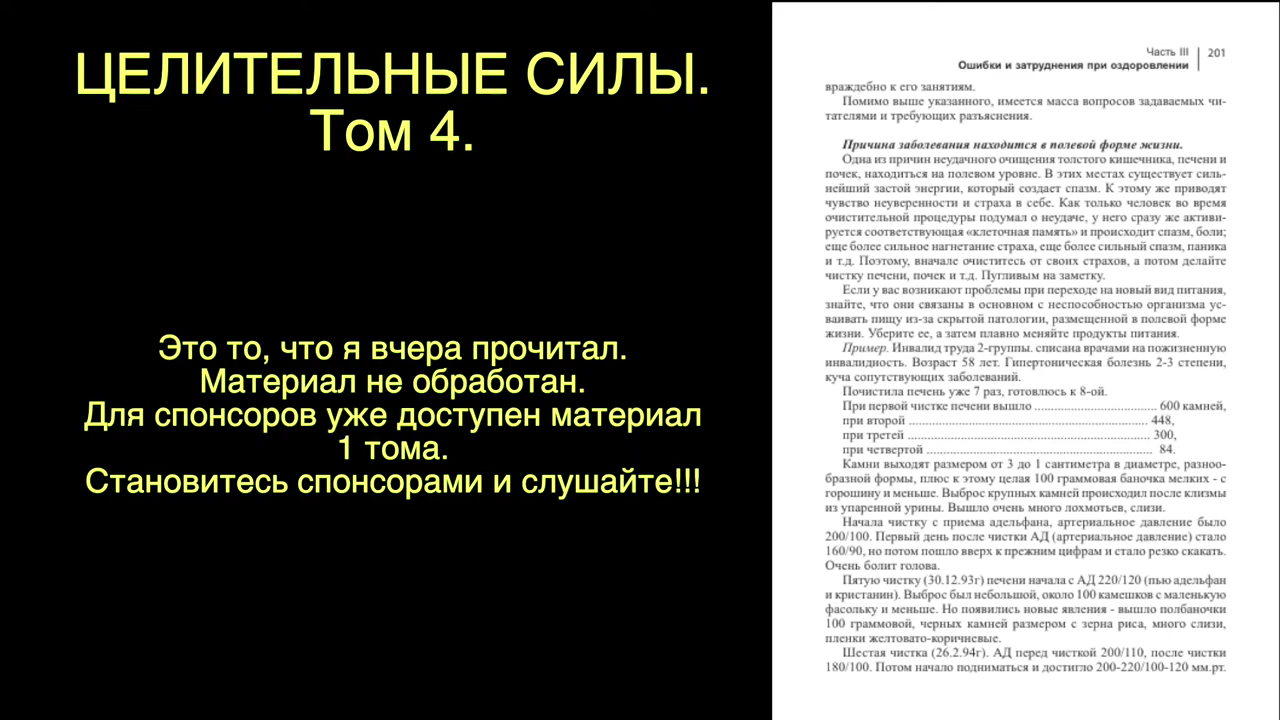 ЦЕЛИТЕЛЬНЫЕ СИЛЫ.
Том 4.
Это то, что я вчера прочитал.
Материал не обработан.
Для спонсоров уже доступен материал
1 тома.
Становитесь спонсорами и слушайте!!!
Часть III
Ошибки и затруднения при оздоровлении
201
враждебно к его занятиям.
Помимо выше указанного, имеется масса вопросов задаваемых чи-
тателями и требующих разъяснения.
Причина заболевания находится в полевой форме жизни.
Одна из причин неудачного очищения толстого кишечника, печени и
почек, находиться на полевом уровне. В этих местах существует силь-
нейший застой энергии, который создает спазм. К этому же приводят
чувство неуверенности и страха в себе. Как только человек во время
очистительной процедуры подумал о неудаче, у него сразу же активи-
руется соответствующая «клеточная память» и происходит спазм, боли;
еще более сильное нагнетание страха, еще более сильный спазм, паника
и т.д. Поэтому, вначале очиститесь от своих страхов, а потом делайте
чистку печени, почек и т.д. Пугливым на заметку.
Если у вас возникают проблемы при переходе на новый вид питания,
знайте, что они связаны в основном с неспособностью организма ус-
ваивать пищу из-за скрытой патологии, размещенной в полевой форме
жизни. Уберите ее, а затем плавно меняйте продукты питания.
Пример. Инвалид труда 2-группы. списана врачами на пожизненную
инвалидность. Возраст 58 лет. Гипертоническая болезнь 2-3 степени,
куча сопутствующих заболеваний.
Почистила печень уже 7 раз, готовлюсь к 8-ой.
При первой чистке печени вышло ................................... 600 камней,
при второй ..................................................................... 448,
при третей ...................................................................... 300,
при четвертой ................................................................. 84.
Камни выходят размером от 3 до 1 сантиметра в диаметре, разно-
образной формы, плюс к этому целая 100 граммовая баночка мелких - с
горошину и меньше. Выброс крупных камней происходил после клизмы
из упаренной урины. Вышло очень много лохмотьев, слизи.
Начала чистку с приема адельфана, артериальное давление было
200/100. Первый день после чистки АД (артериальное давление) стало
160/90, но потом пошло вверх к прежним цифрам и стало резко скакать.
Очень болит голова.
Пятую чистку (30.12.93г) печени начала с АД 220/120 (пью адельфан
и кристанин). Выброс был небольшой, около 100 камешков с маленькую
фасольку и меньше. Но появились новые явления - вышло полбаночки
100 граммовой, черных камней размером с зерна риса, много слизи,
пленки желтовато-коричневые.
Шестая чистка (26.2.94г). АД перед чисткой 200/110, после чистки
180/100. Потом начало подниматься и достигло 200-220/100-120 мм.рт.